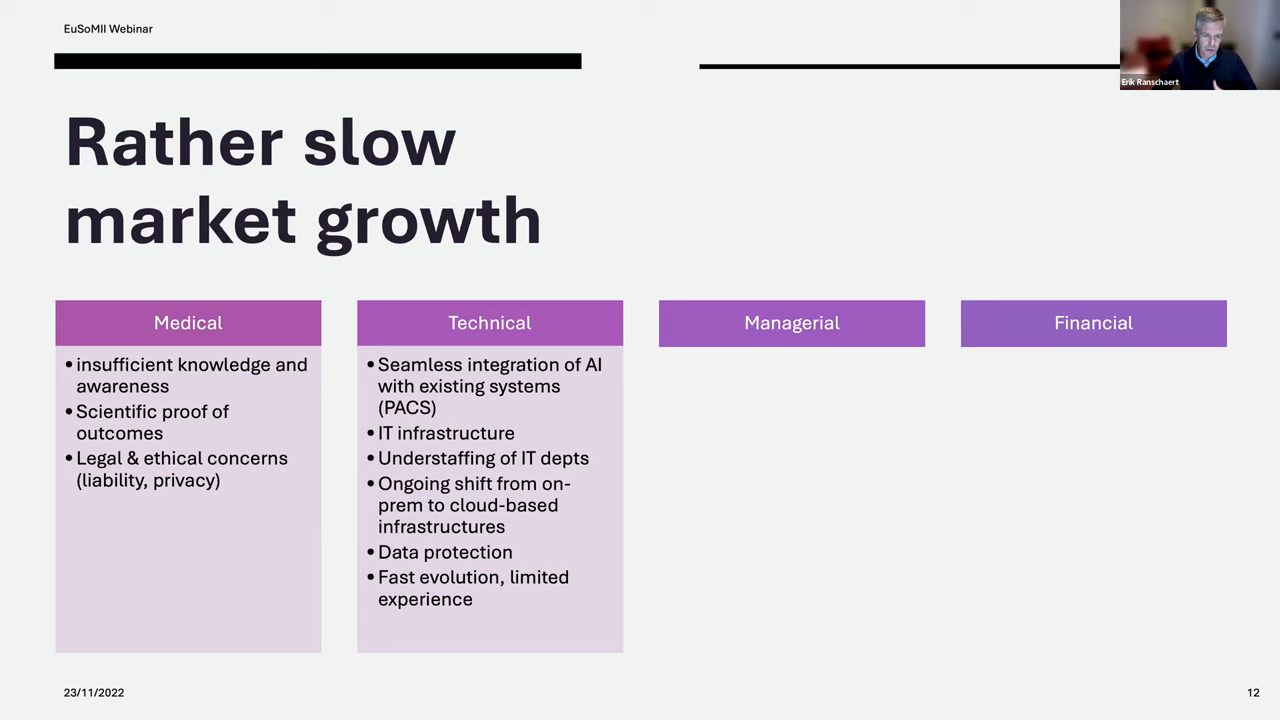 EuSoMII Webinar
Erik Ranschaert
Rather slow
market growth
Medical
• insufficient knowledge and
awareness
• Scientific proof of
outcomes
• Legal & ethical concerns
(liability, privacy)
Technical
• Seamless integration of AI
with existing systems
(PACS)
• IT infrastructure
• Understaffing of IT depts
• Ongoing shift from on-
prem to cloud-based
infrastructures
• Data protection
• Fast evolution, limited
experience
Managerial
Financial
23/11/2022
12